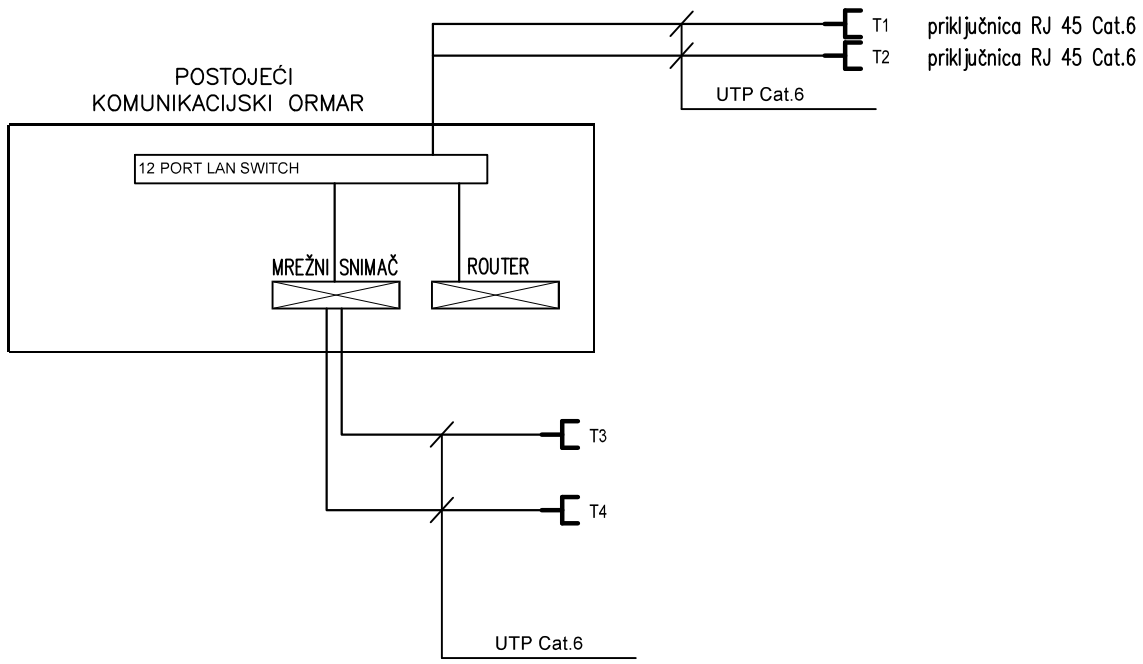 T1 priključnica RJ 45 Cat.6
T2 priključnica RJ 45 Cat.6
UTP Cat.6
POSTOJEĆI
KOMUNIKACIJSKI ORMAR
12 PORT LAN SWITCH
MREŽNI SNIMAČ
ROUTER
T3
T4
UTP Cat.6